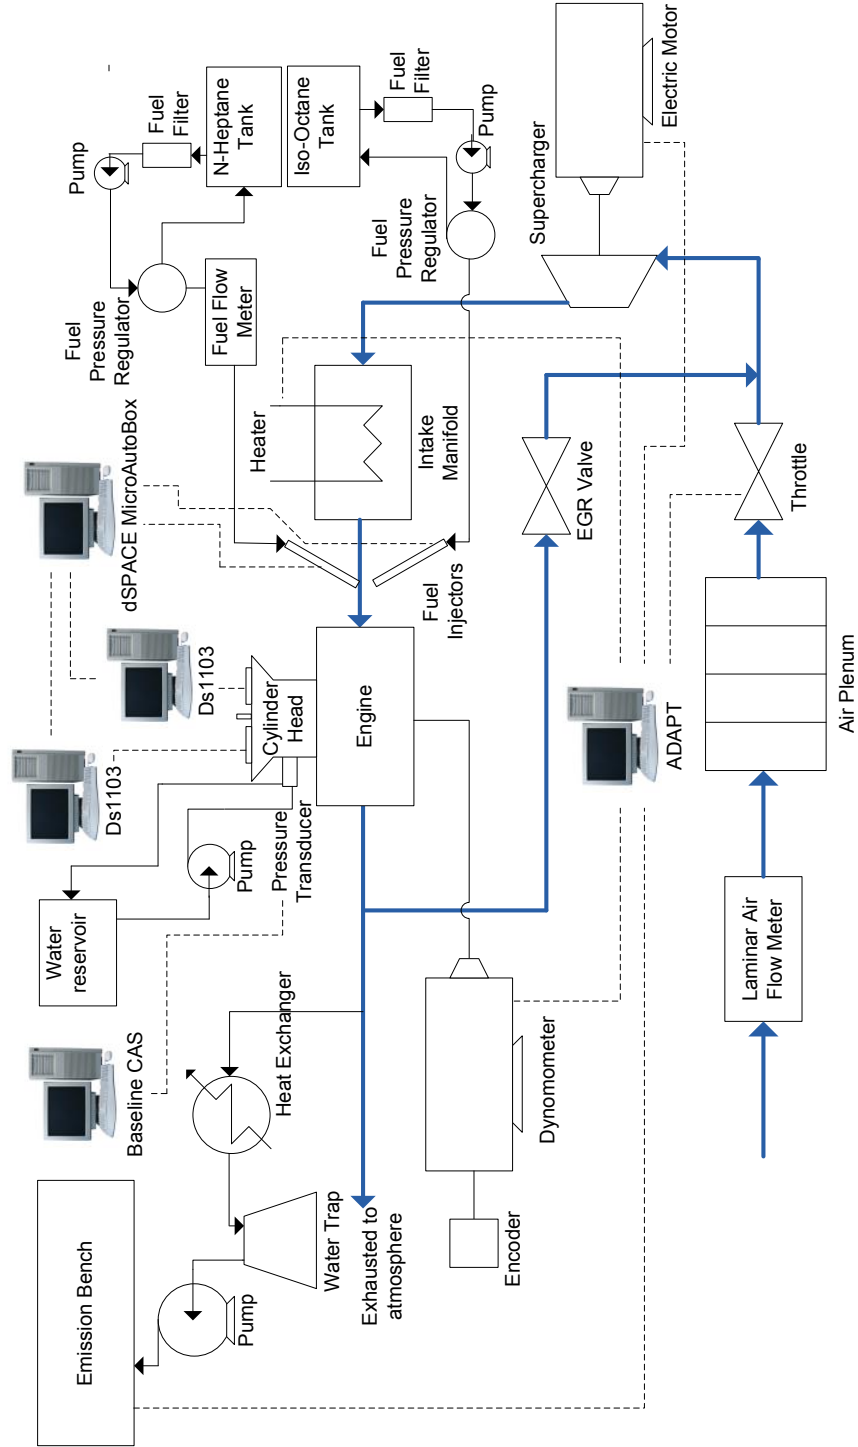 Emission Bench
Pump
Water Trap
Exhausted to
atmosphere
Heat Exchanger
Baseline CAS
Water
reservoir
Pump
Pressure
Transducer
Ds1103
Ds1103
Cylinder
Head
Engine
dSPACE MicroAutoBox
Fuel
Injectors
Heater
Intake
Manifold
Fuel
Pressure
Regulator
Fuel Flow
Meter
Pump
Fuel
Filter
N-Heptane
Tank
Iso-Octane
Tank
Fuel
Filter
Pump
Fuel
Pressure
Regulator
Supercharger
Electric Motor
Encoder
Dynomometer
EGR Valve
ADAPT
Throttle
Laminar Air
Flow Meter
Air Plenum